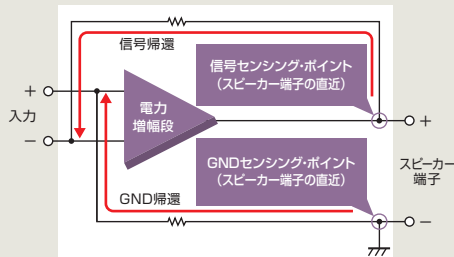 信号帰還
信号センシング・ポイント
(スピーカー端子の直近)
+
入力
−
電力
増幅段
+
GNDセンシング・ポイント
(スピーカー端子の直近)
スピーカー
端子
GND帰還
−